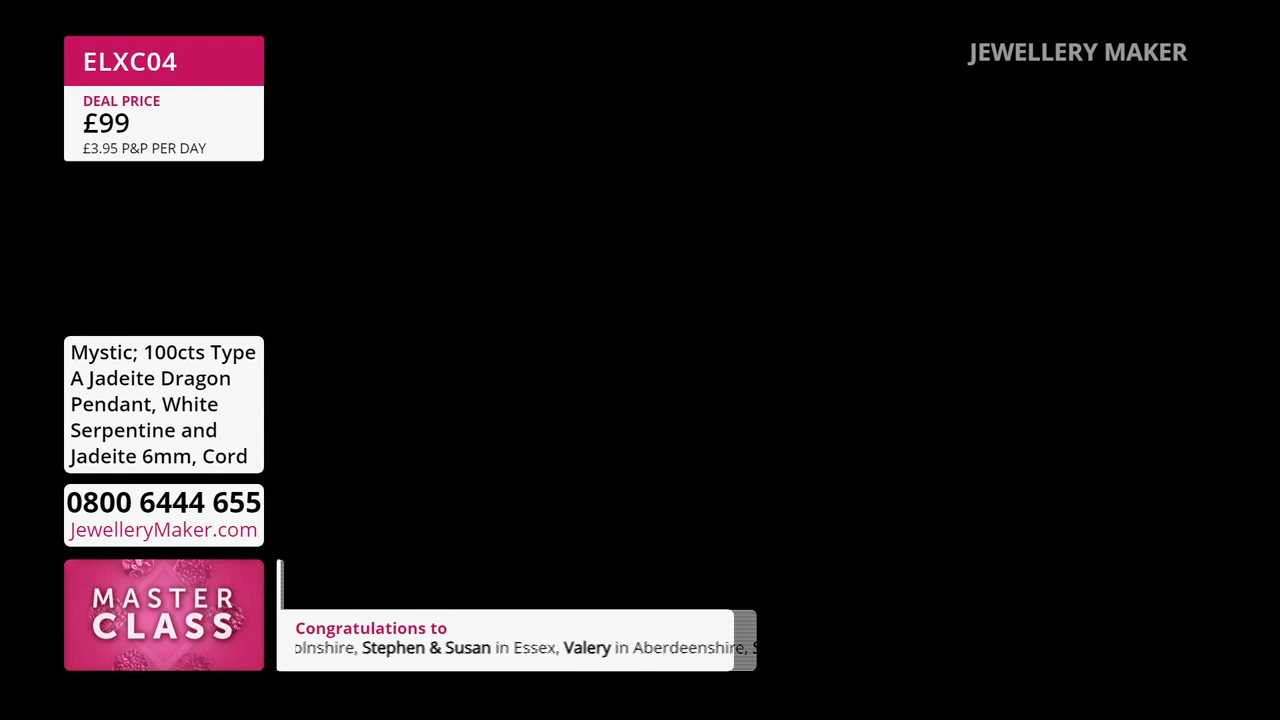 ELXC04
DEAL PRICE
£99
£3.95 P&P PER DAY
JEWELLERY MAKER
Mystic; 100cts Type
A Jadeite Dragon
Pendant, White
Serpentine and
Jadeite 6mm, Cord
0800 6444 655
JewelleryMaker.com
MASTER
CLASS
Congratulations to
olnshire, Stephen & Susan in Essex, Valery in Aberdeenshire, S